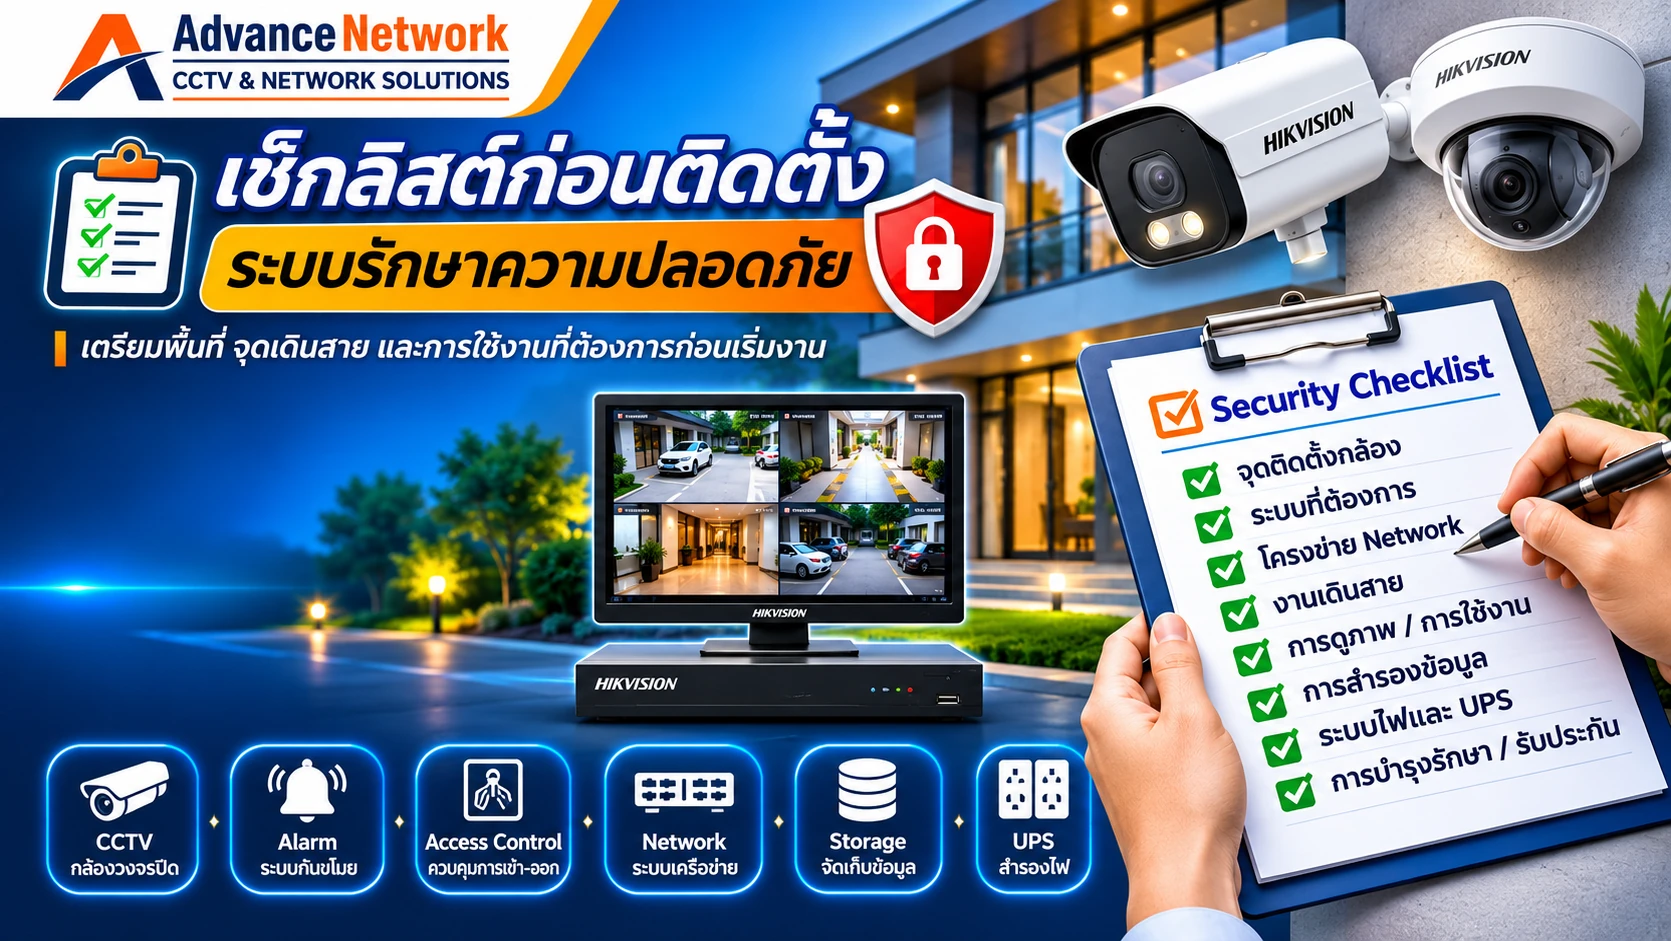 Advance Network
CCTV & NETWORK SOLUTIONS
เช็กลิสต์ก่อนติดตั้ง
ระบบรักษาความปลอดภัย
เตรียมพื้นที่ จุดเดินสาย และการใช้งานที่ต้องการก่อนเริ่มงาน
HIKVISION
HIKVISION
Security Checklist
จุดติดตั้งกล้อง
ระบบที่ต้องการ
โครงข่าย Network
งานเดินสาย
การดูภาพ / การใช้งาน
การสำรองข้อมูล
ระบบไฟและ UPS
การบำรุงรักษา / รับประกัน
HIKVISION
HIKVISION
CCTV
กล้องวงจรปิด
Alarm
ระบบกันขโมย
Access Control
ควบคุมการเข้า-ออก
Network
ระบบเครือข่าย
Storage
จัดเก็บข้อมูล
UPS
สำรองไฟ